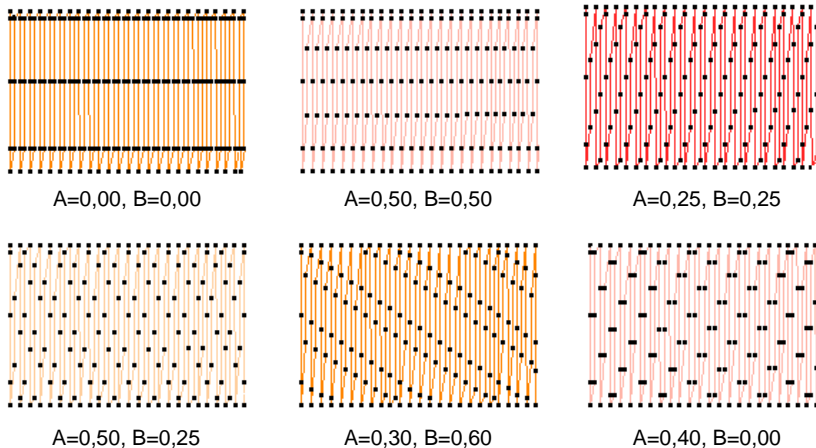 A=0,00, B=0,00
A=0,50, B=0,50
A=0,25, B=0,25
A=0,50, B=0,25
A=0,30, B=0,60
A=0,40, B=0,00